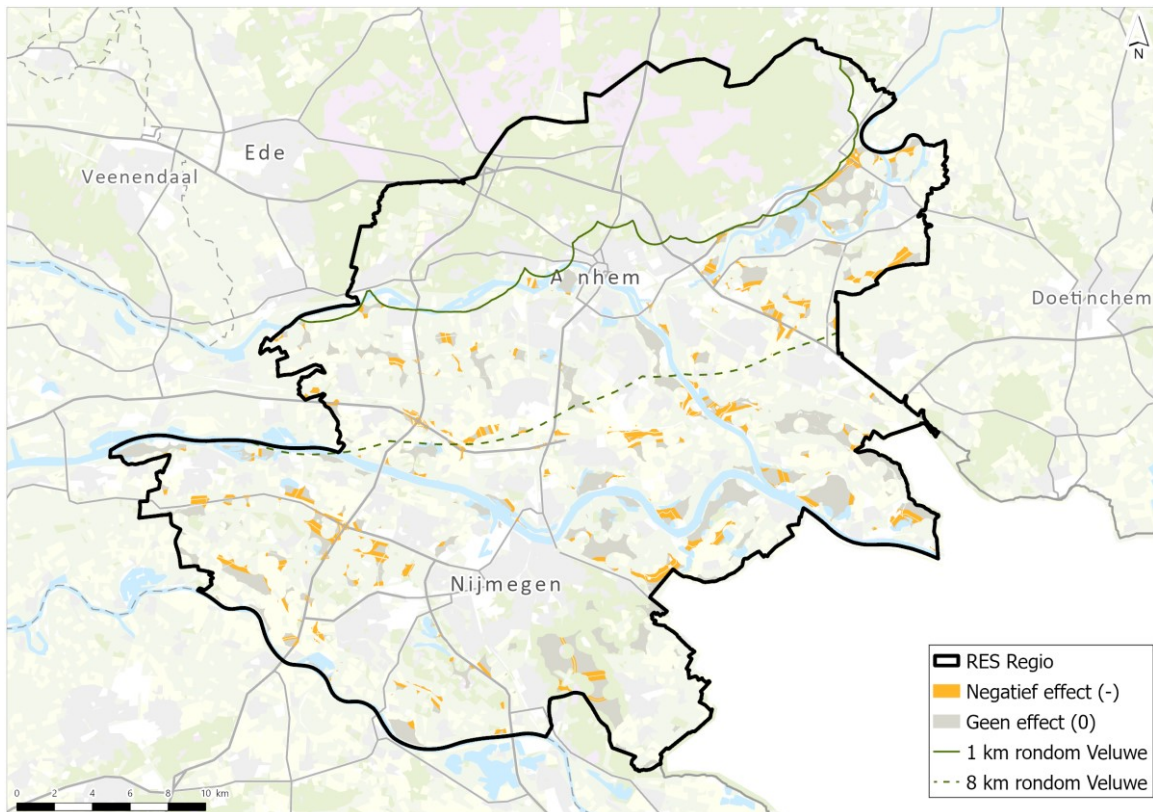 N
Ede
Veenendaal
A nhem
Doetinchem
Nijmegen
RES Regio
Negatief effect (-)
Geen effect (0)
1 km rondom Veluwe
8 km rondom Veluwe
0 2 4 6 8 10 km